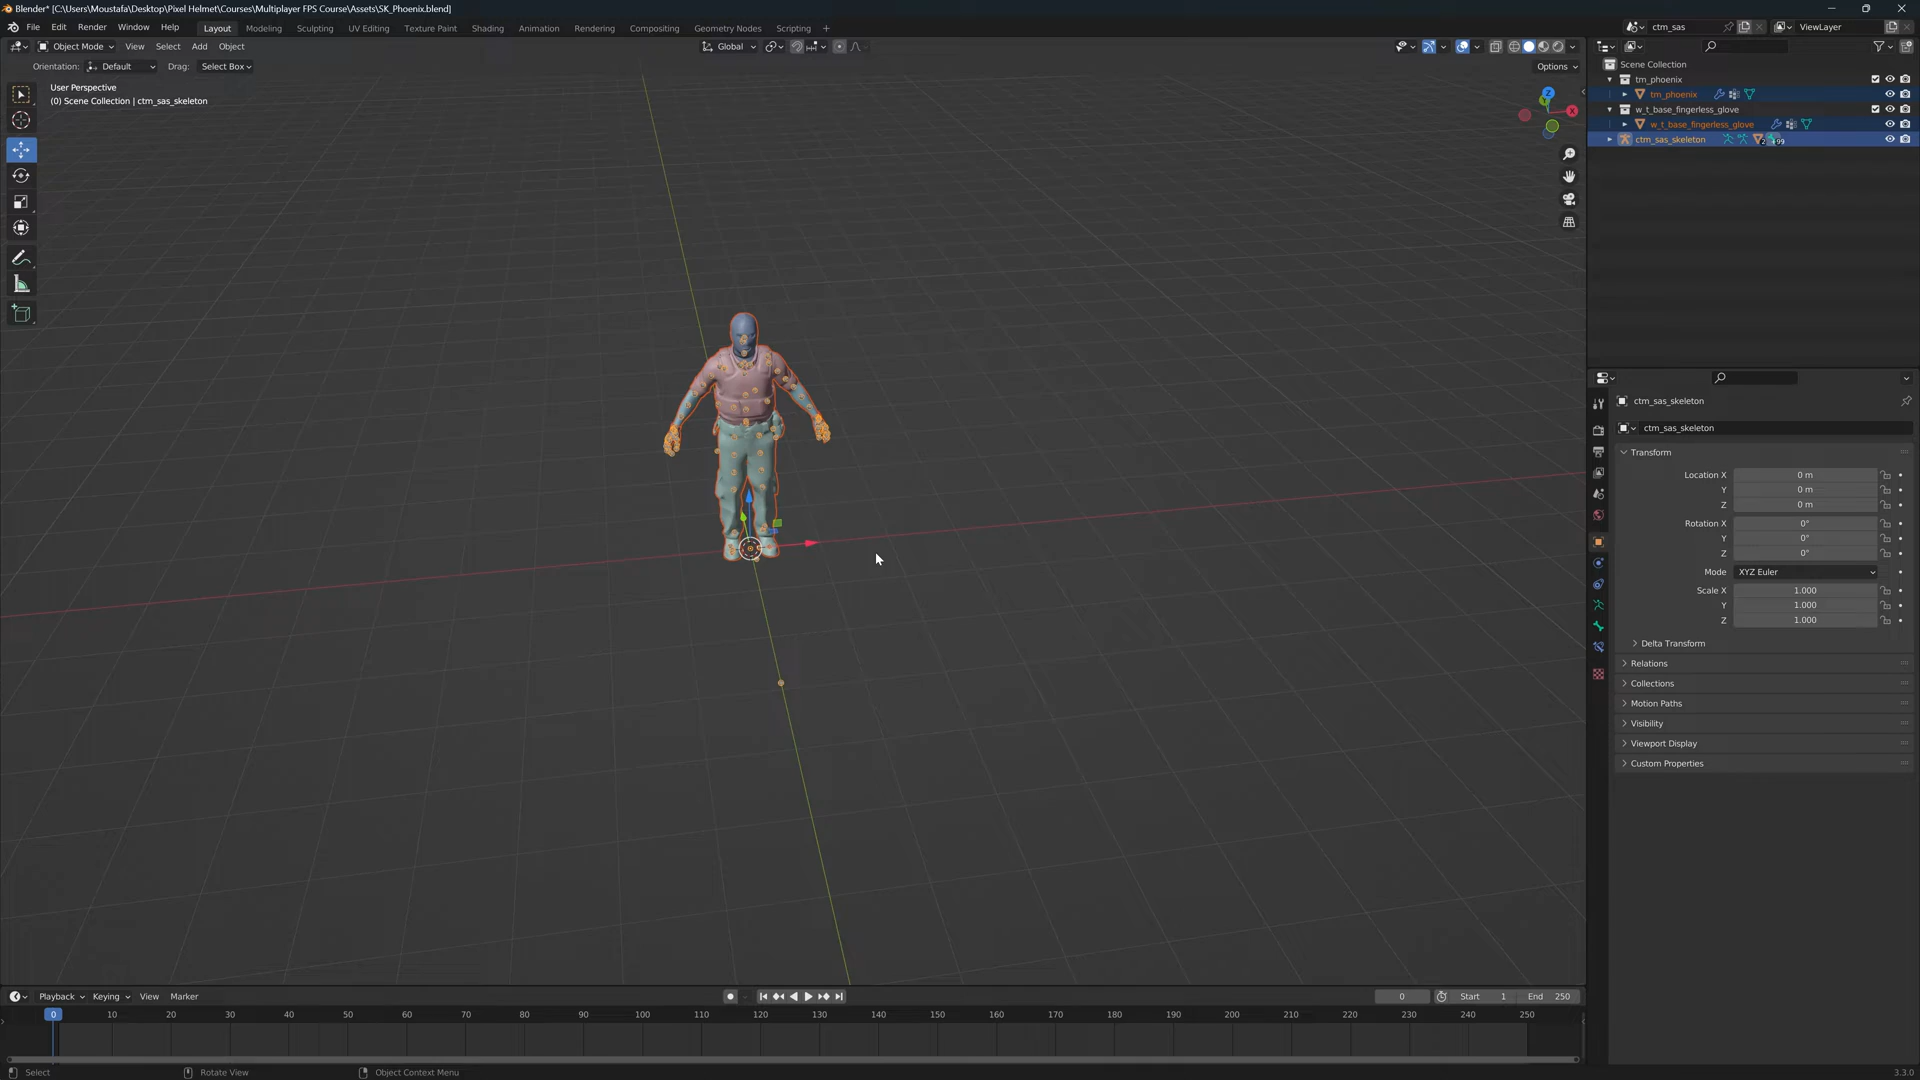 Blender* [C:\Users\Moustafa\Desktop\Pixel Helmet\Courses\Multiplayer FPS Course\Assets\SK_Phoenix.blend]
File Edit Render Window Help Layout Modeling Sculpting UV Editing Texture Paint Shading Animation Rendering Compositing Geometry Nodes Scripting + ctm_sas ViewLayer
Object Mode View Select Add Object Global
Orientation: Default Drag: Select Box Options
User Perspective
(0) Scene Collection | ctm_sas_skeleton
Z
Y
X
Scene Collection
tm_phoenix
tm_phoenix
w_t_base_fingerless_glove
w_t_base_fingerless_glove
ctm_sas_skeleton 2 +99
ctm_sas_skeleton
ctm_sas_skeleton
Transform
Location X 0 m
Y 0 m
Z 0 m
Rotation X 0°
Y 0°
Z 0°
Mode XYZ Euler
Scale X 1.000
Y 1.000
Z 1.000
Delta Transform
Relations
Collections
Motion Paths
Visibility
Viewport Display
Custom Properties
Playback Keying View Marker 0 Start 1 End 250
0 10 20 30 40 50 60 70 80 90 100 110 120 130 140 150 160 170 180 190 200 210 220 230 240 250
Select Rotate View Object Context Menu 3.3.0